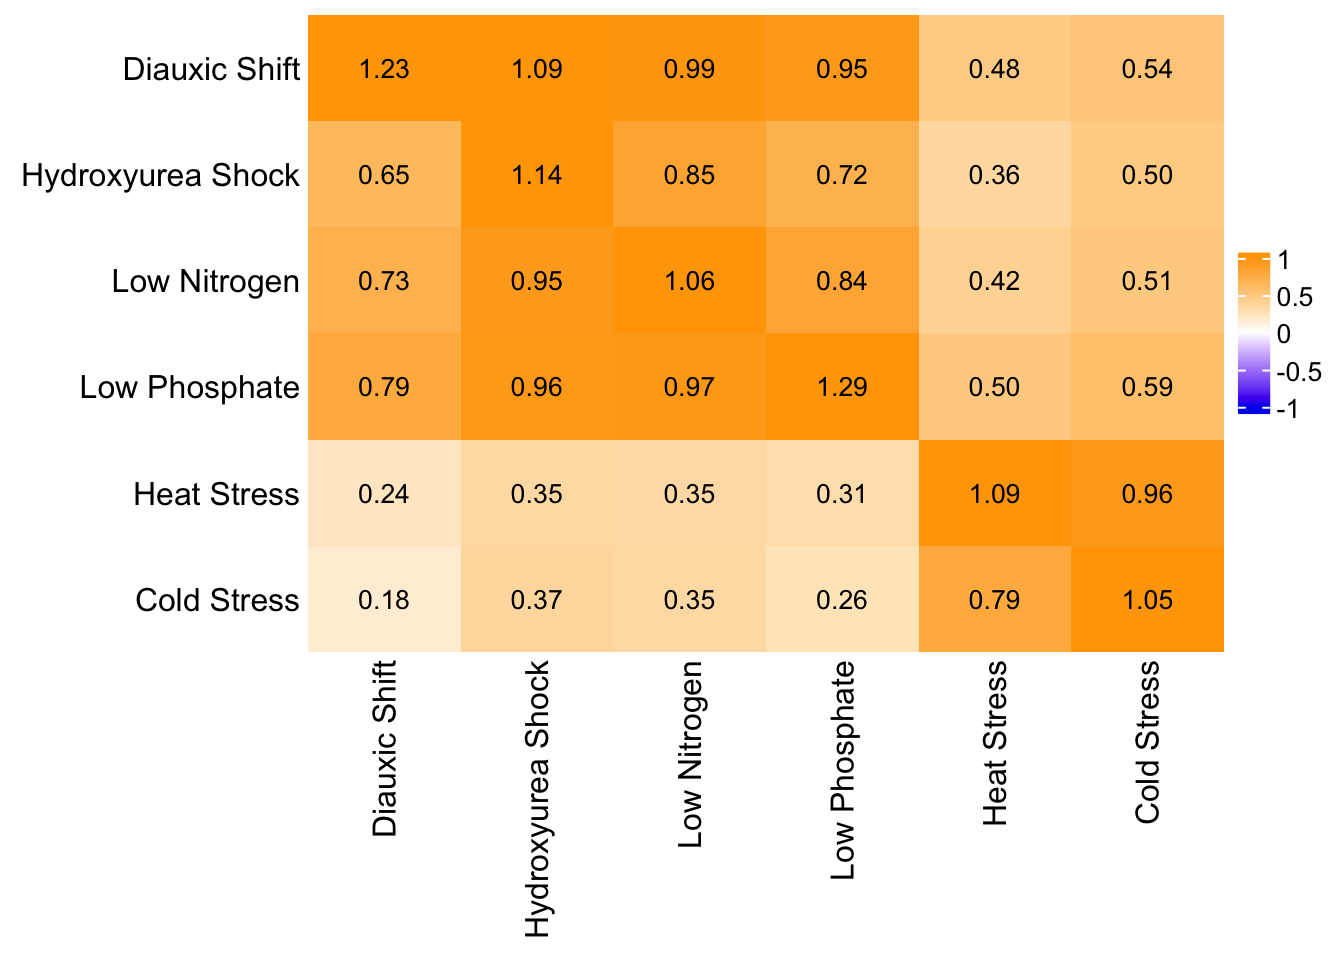 Diauxic Shift 1.23 1.09 0.99 0.95 0.48 0.54
Hydroxyurea Shock 0.65 1.14 0.85 0.72 0.36 0.50
Low Nitrogen 0.73 0.95 1.06 0.84 0.42 0.51
Low Phosphate 0.79 0.96 0.97 1.29 0.50 0.59
Heat Stress 0.24 0.35 0.35 0.31 1.09 0.96
Cold Stress 0.18 0.37 0.35 0.26 0.79 1.05
Diauxic Shift
Hydroxyurea Shock
Low Nitrogen
Low Phosphate
Heat Stress
Cold Stress
1
0.5
0
-0.5
-1